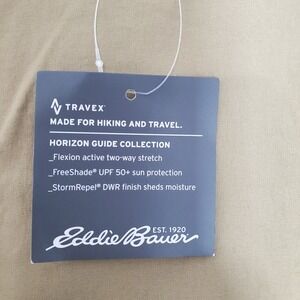 TRAVEX
MADE FOR HIKING AND TRAVEL.
HORIZON GUIDE COLLECTION
_Flexion active two-way stretch
_FreeShade® UPF 50+ sun protection
_StormRepel® DWR finish sheds moisture
EST. 1920
Eddie Bauer